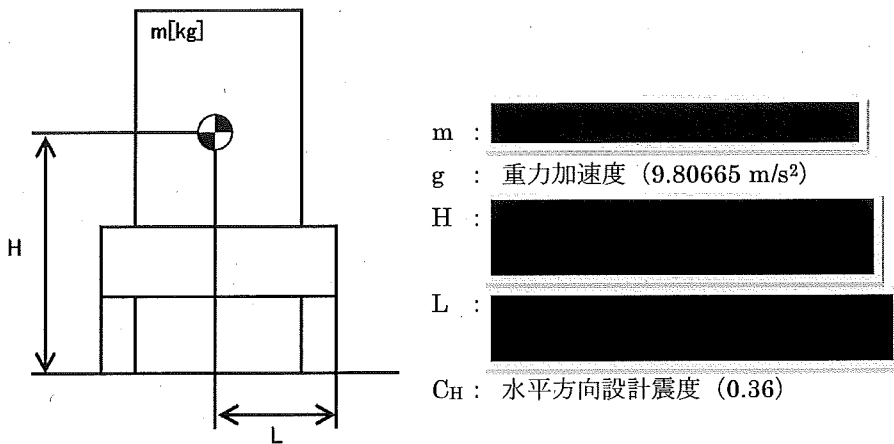 m[kg]
H
L
m :
g : 重力加速度（9.80665 m/s²）
H :
L :
CH : 水平方向設計震度（0.36）